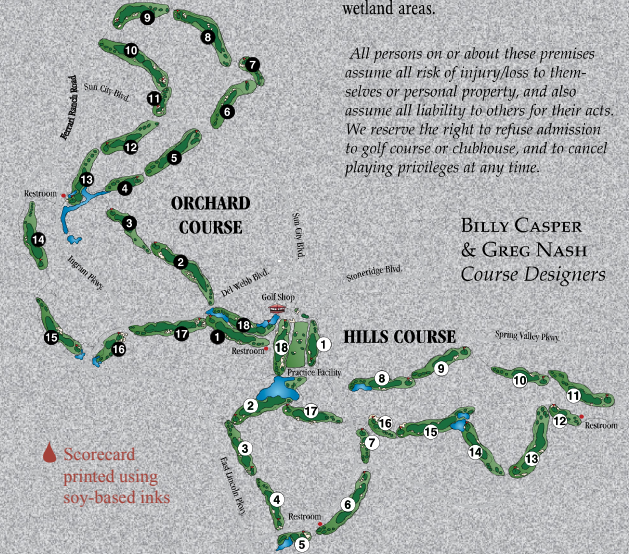 wetland areas.
All persons on or about these premises
assume all risk of injury/loss to them-
selves or personal property, and also
assume all liability to others for their acts.
We reserve the right to refuse admission
to golf course or clubhouse, and to cancel
playing privileges at any time.
BILLY CASPER
& GREG NASH
Course Designers
9
8
10
7
Sun City Blvd.
Ferrari Ranch Road
11
6
12
5
13
4
Restroom
ORCHARD
COURSE
3
14
2
Sun City Blvd.
Ingram Pkwy.
Del Webb Blvd.
Stoneridge Blvd.
Golf Shop
15
16
17
18
1
Restroom
18
1
HILLS COURSE
Spring Valley Pkwy.
Practice Facility
8
9
10
11
2
17
16
15
12
Restroom
3
7
14
13
East Lincoln Pkwy.
4
6
Restroom
5
Scorecard
printed using
soy-based inks